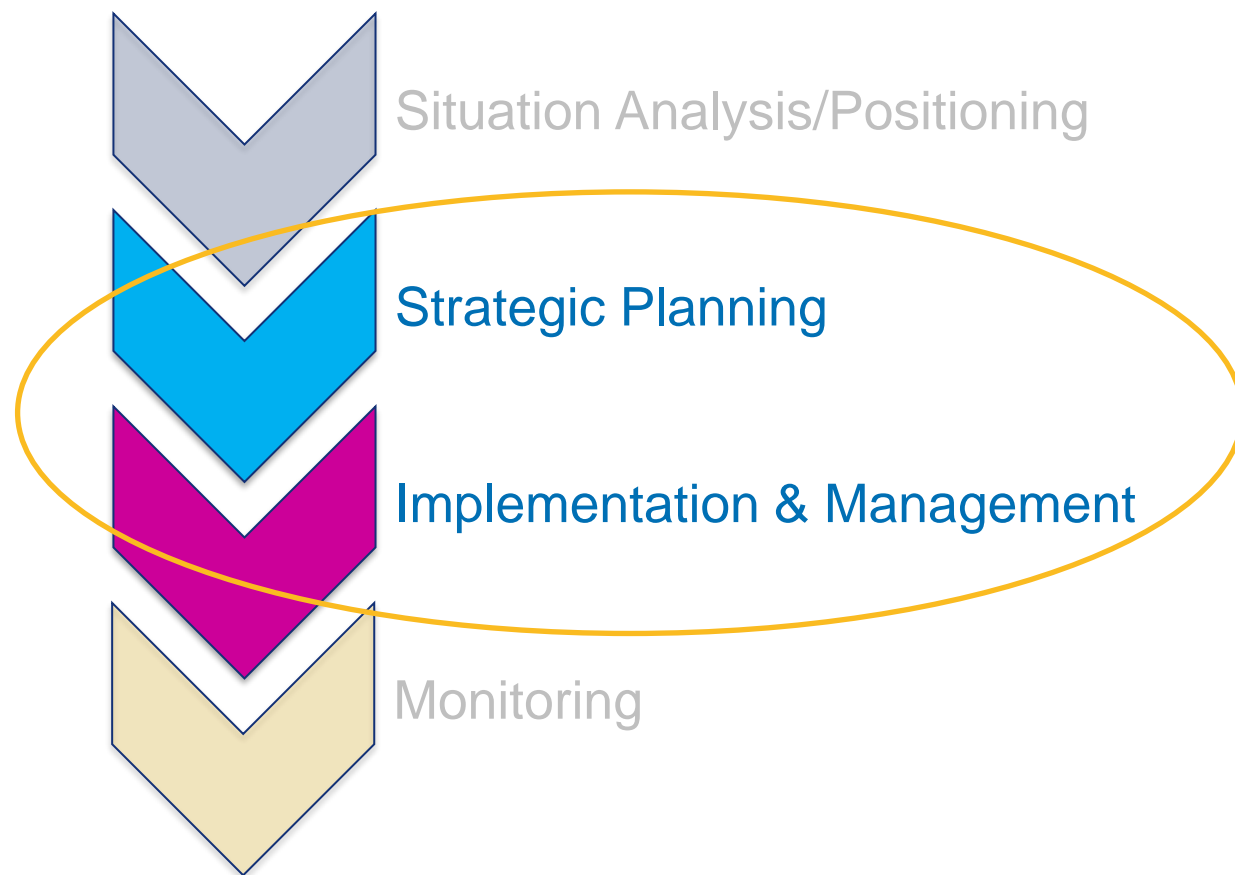 Situation Analysis/Positioning
Strategic Planning
Implementation & Management
Monitoring